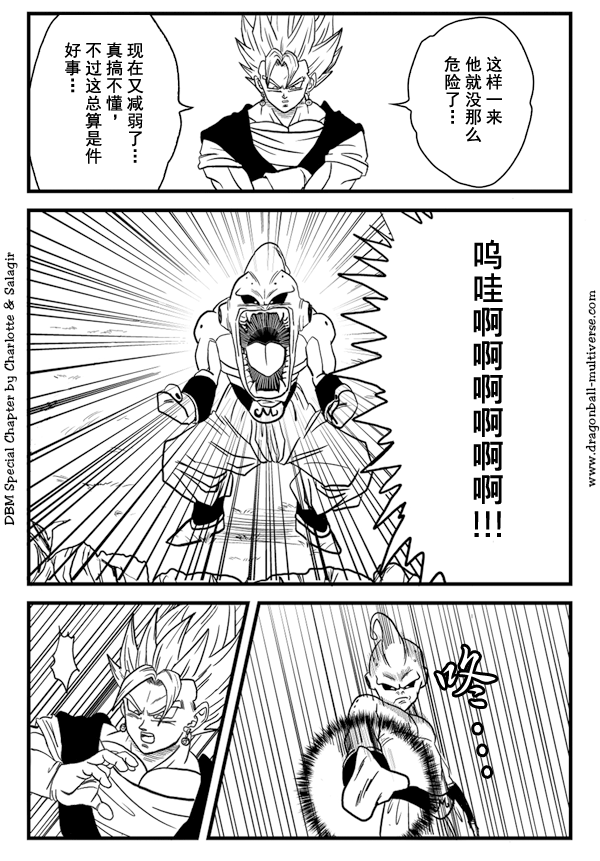 这样一来
他就没那么
危险了…
现在又减弱了…
真搞不懂，
不过这总算是件
好事…
呜哇啊啊啊啊啊啊!!!
咚…
DBM Special Chapter by Charlotte & Salagir
www.dragonball-multiverse.com